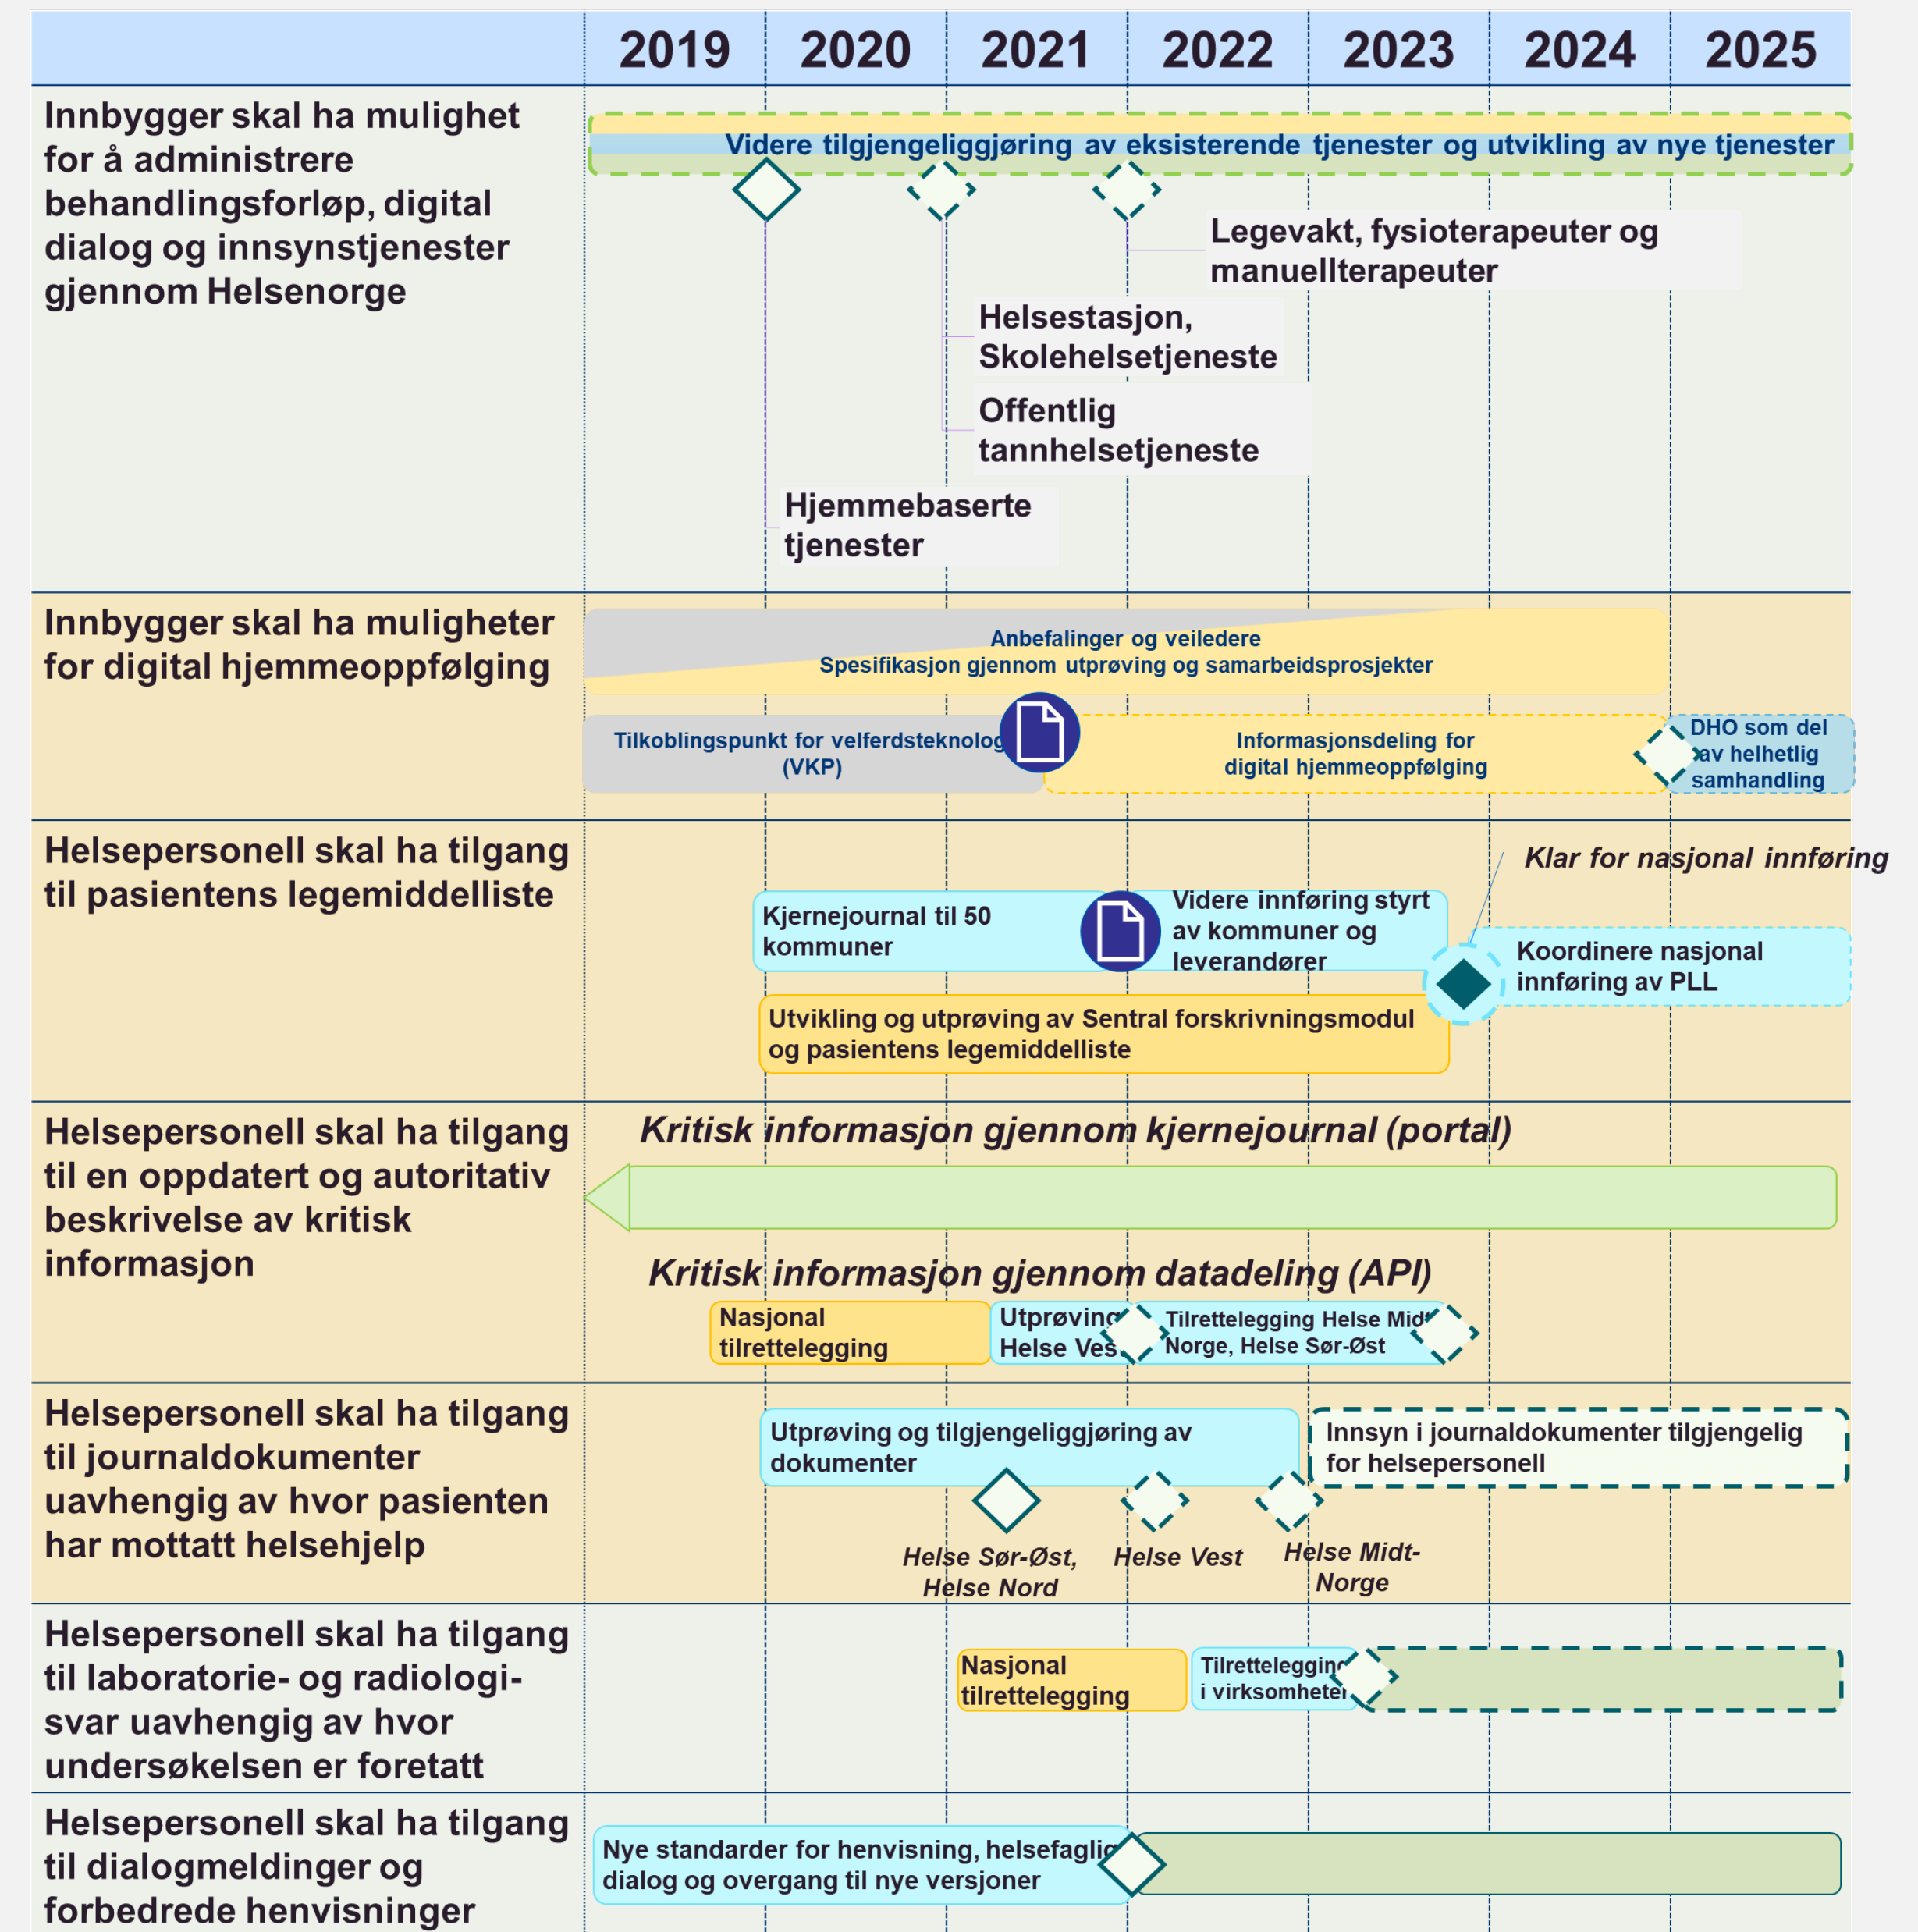 2019 2020 2021 2022 2023 2024 2025
Innbygger skal ha mulighet
for å administrere
behandlingsforløp, digital
dialog og innsynstjenester
gjennom Helsenorge
Videre tilgjengeliggjøring av eksisterende tjenester og utvikling av nye tjenester
Legevakt, fysioterapeuter og
manuellterapeuter
Helsestasjon,
Skolehelsetjeneste
Offentlig
tannhelsetjeneste
Hjemmebaserte
tjenester
Innbygger skal ha muligheter
for digital hjemmeoppfølging
Anbefalinger og veiledere
Spesifikasjon gjennom utprøving og samarbeidsprosjekter
Tilkoblingspunkt for velferdsteknolog
(VKP)
Informasjonsdeling for
digital hjemmeoppfølging
DHO som del
av helhetlig
samhandling
Helsepersonell skal ha tilgang
til pasientens legemiddelliste
Klar for nasjonal innføring
Kjernejournal til 50
kommuner
Videre innføring styrt
av kommuner og
leverandører
Koordinere nasjonal
innføring av PLL
Utvikling og utprøving av Sentral forskrivningsmodul
og pasientens legemiddelliste
Helsepersonell skal ha tilgang
til en oppdatert og autoritativ
beskrivelse av kritisk
informasjon
Kritisk informasjon gjennom kjernejournal (portal)
Kritisk informasjon gjennom datadeling (API)
Nasjonal
tilrettelegging
Utprøving
Helse Vest
Tilrettelegging Helse Midt
Norge, Helse Sør-Øst
Helsepersonell skal ha tilgang
til journaldokumenter
uavhengig av hvor pasienten
har mottatt helsehjelp
Utprøving og tilgjengeliggjøring av
dokumenter
Innsyn i journaldokumenter tilgjengelig
for helsepersonell
Helse Sør-Øst,
Helse Nord
Helse Vest
Helse Midt-
Norge
Helsepersonell skal ha tilgang
til laboratorie- og radiologi-
svar uavhengig av hvor
undersøkelsen er foretatt
Nasjonal
tilrettelegging
Tilrettelegging
i virksomheter
Helsepersonell skal ha tilgang
til dialogmeldinger og
forbedrede henvisninger
Nye standarder for henvisning, helsefaglig
dialog og overgang til nye versjoner